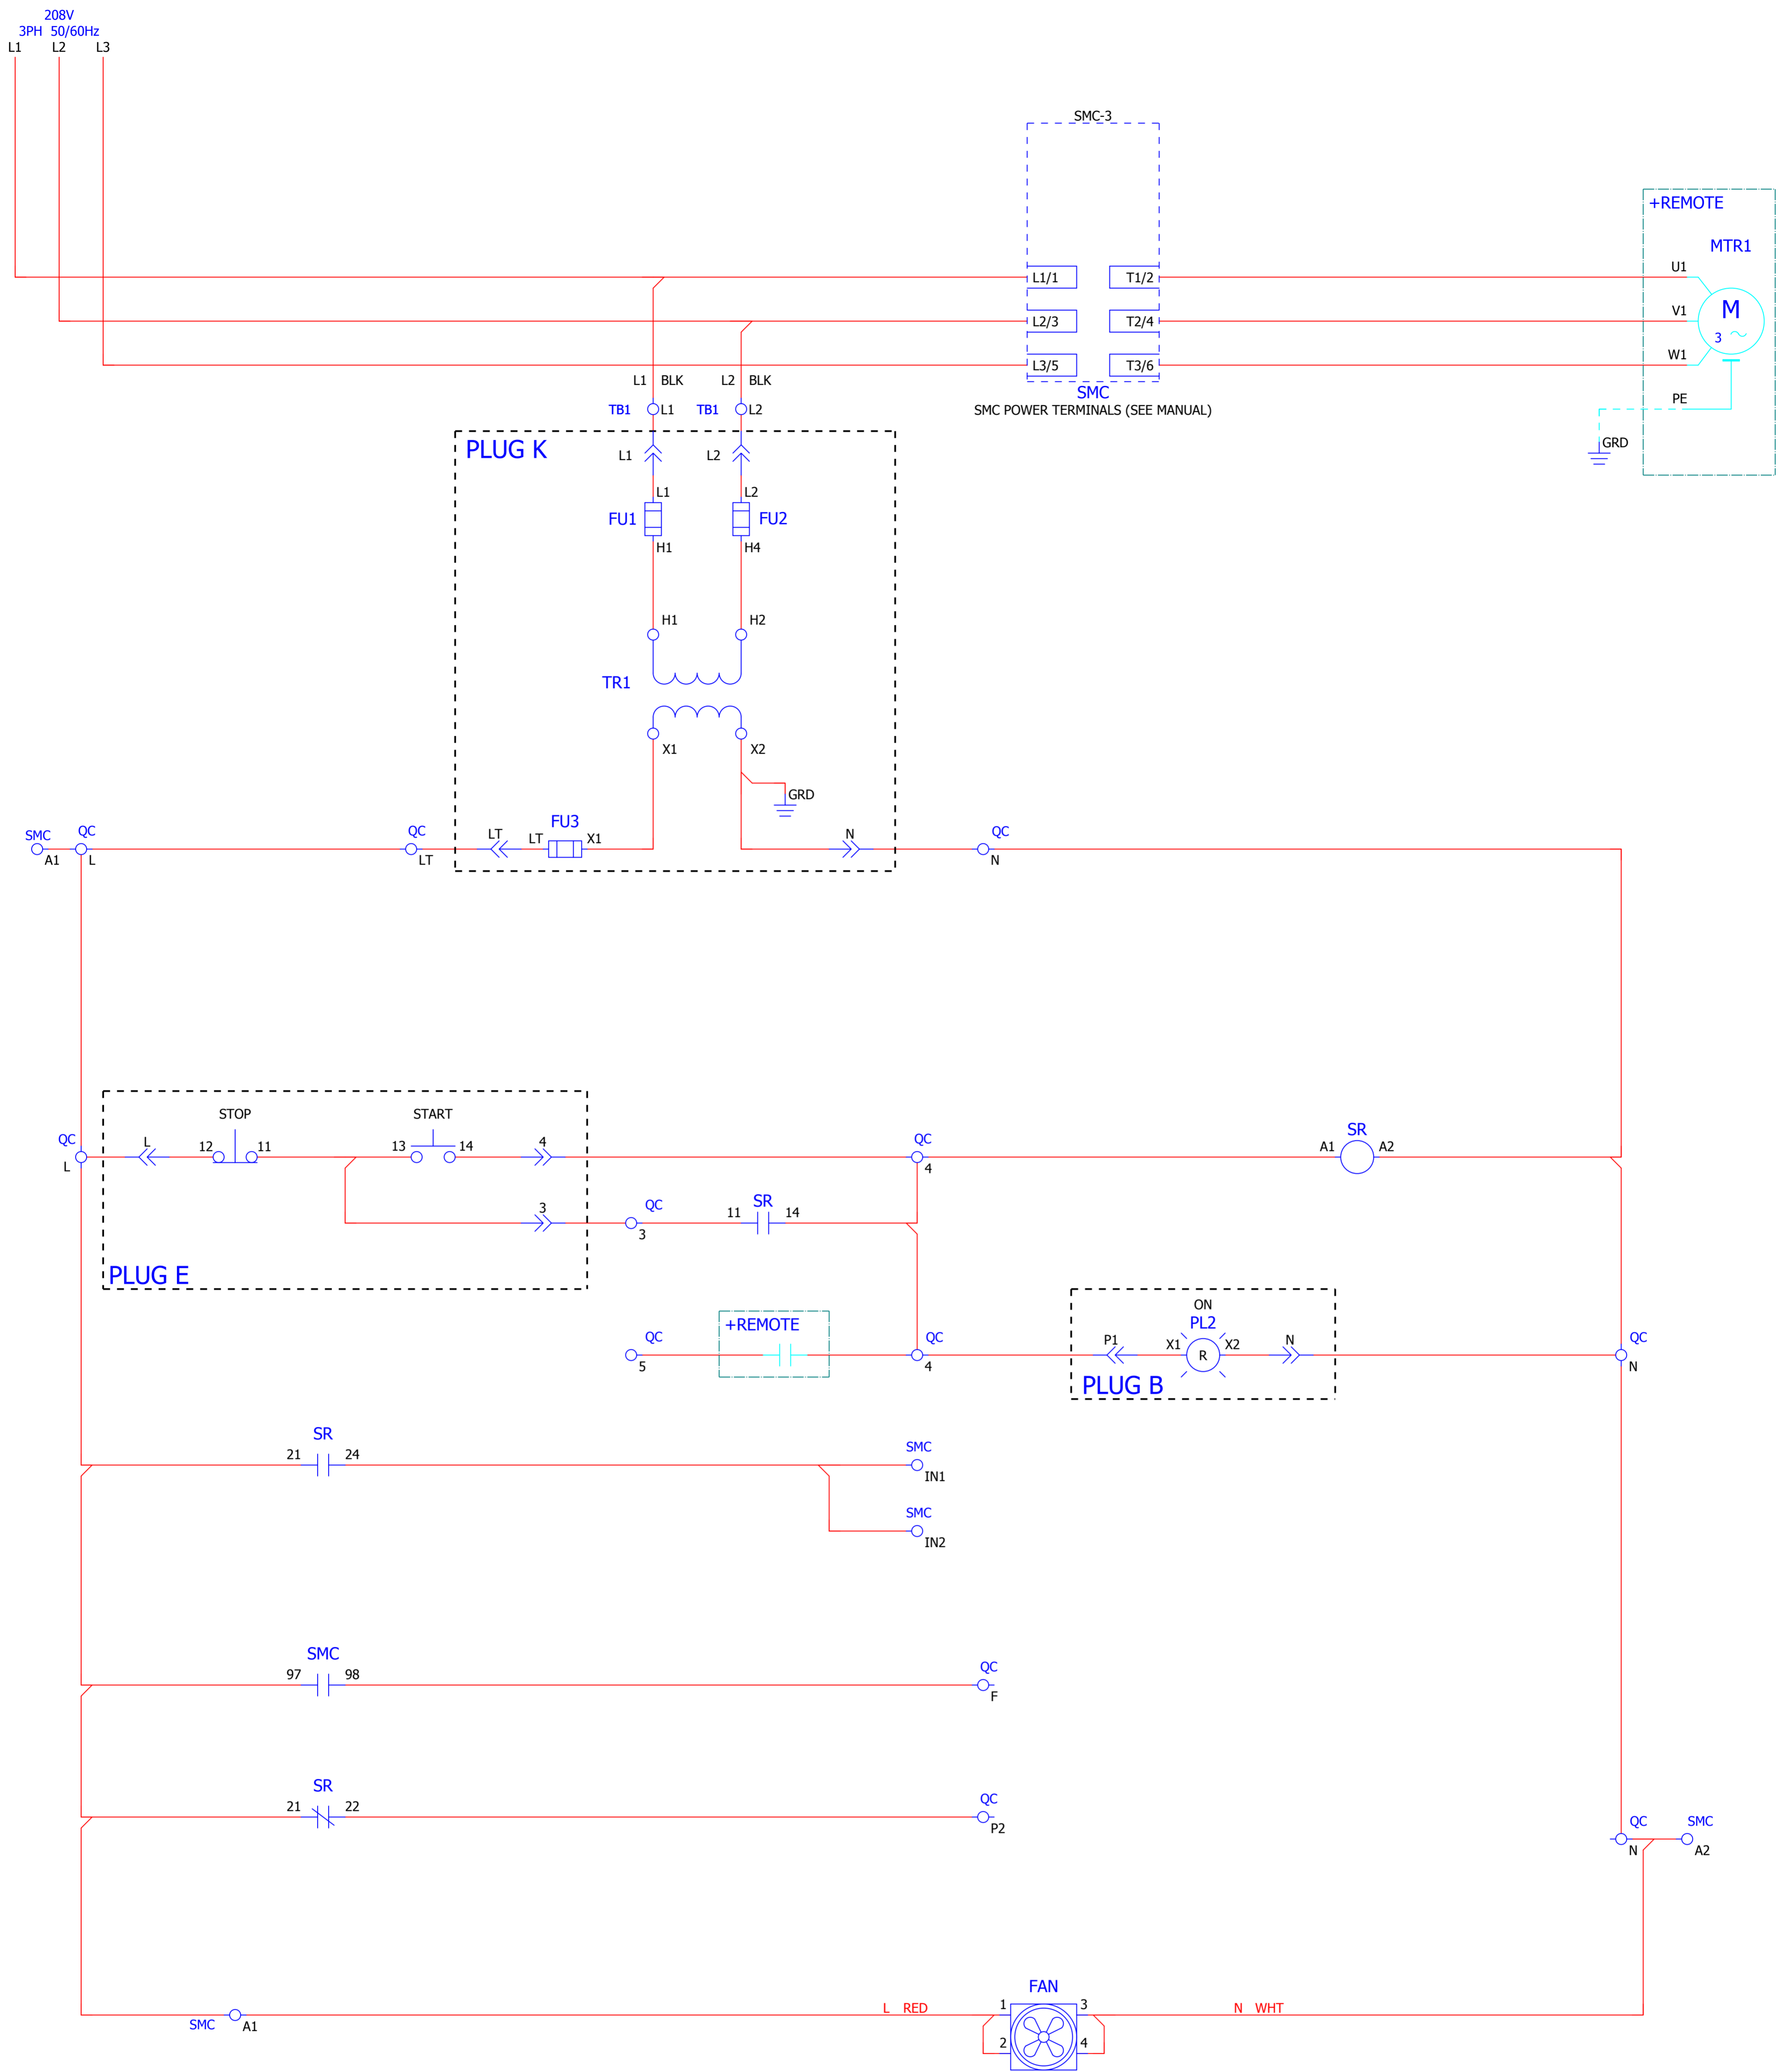 208V
3PH 50/60Hz
L1 L2 L3
SMC-3
+REMOTE
MTR1
U1
L1/1 T1/2
M
3
V1
L2/3 T2/4
W1
L3/5 T3/6
L1 BLK L2 BLK
SMC
PE
TB1 L1 TB1 L2
SMC POWER TERMINALS (SEE MANUAL)
GRD
PLUG K
L1 L2
L1 L2
FU1 FU2
H1 H4
H1 H2
TR1
X1 X2
GRD
FU3
SMC QC QC LT LT X1 N QC
A1 L LT N
STOP START
QC L 12 11 13 14 4 QC SR
L 4 A1 A2
3 QC 11 SR 14
3
PLUG E
ON
+REMOTE PL2
QC QC P1 X1 R X2 N QC
5 4 N
PLUG B
SR SMC
21 24
IN1
SMC
IN2
SMC
97 98 QC
F
SR
21 22 QC
P2
QC SMC
N A2
FAN
L RED 1 3 N WHT
SMC A1
2 4